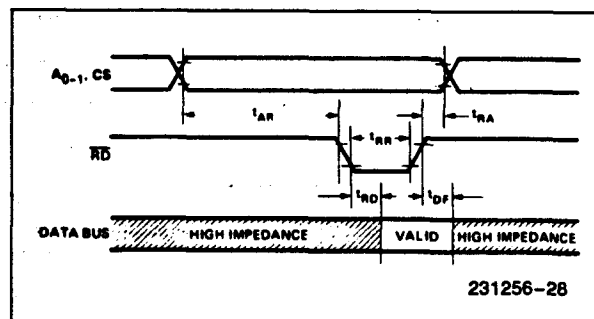 A0-1, CS
tAR
tRA
RD
tRR
tRD
tDF
DATA BUS
HIGH IMPEDANCE
VALID
HIGH IMPEDANCE
231256-28